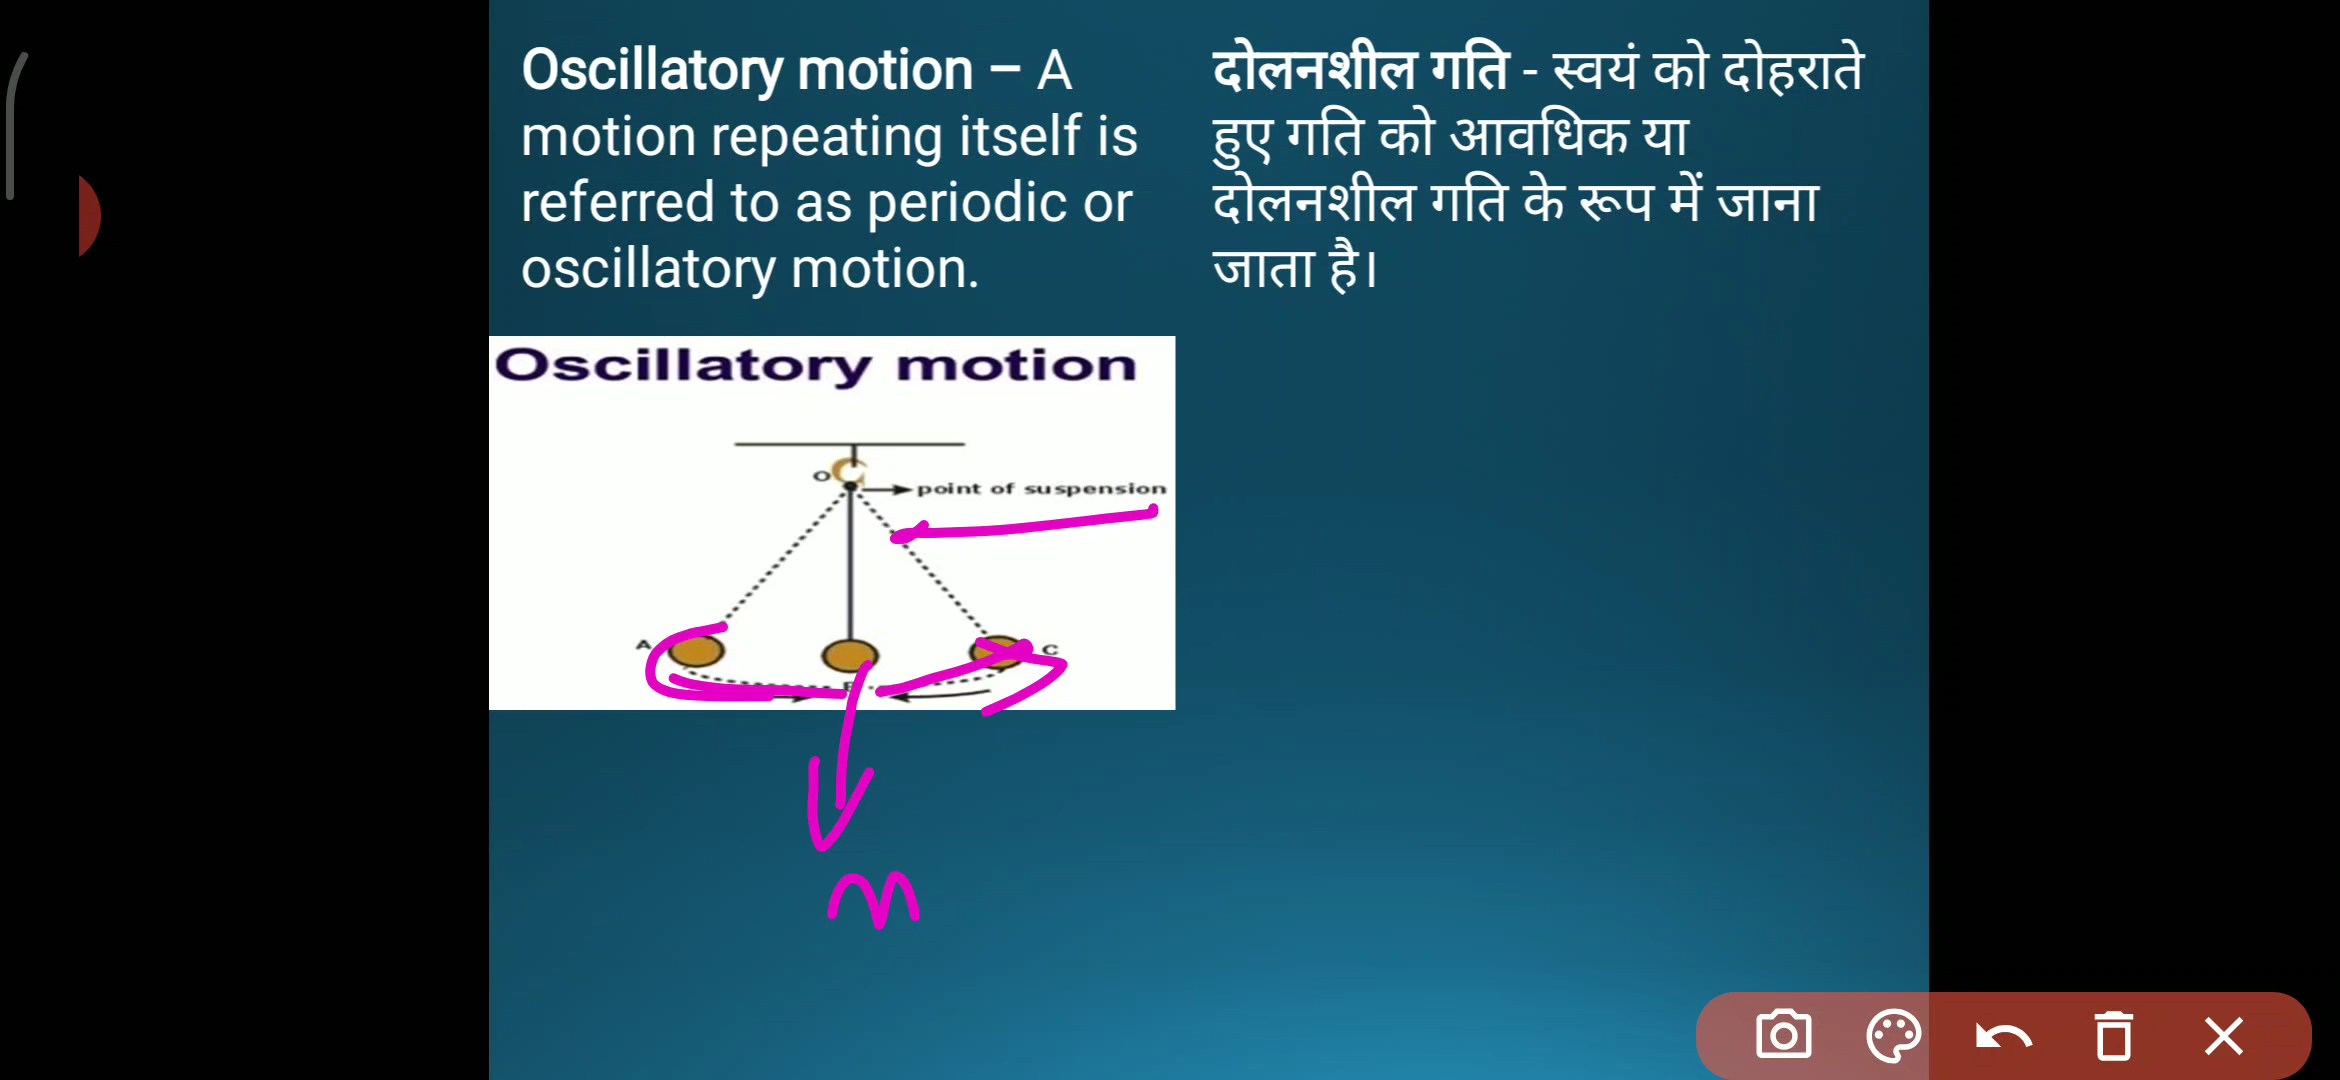 Oscillatory motion – A
motion repeating itself is
referred to as periodic or
oscillatory motion.
दोलनशील गति - स्वयं को दोहराते
हुए गति को आवधिक या
दोलनशील गति के रूप में जाना
जाता है।
Oscillatory motion
O
point of suspension
A
C
m